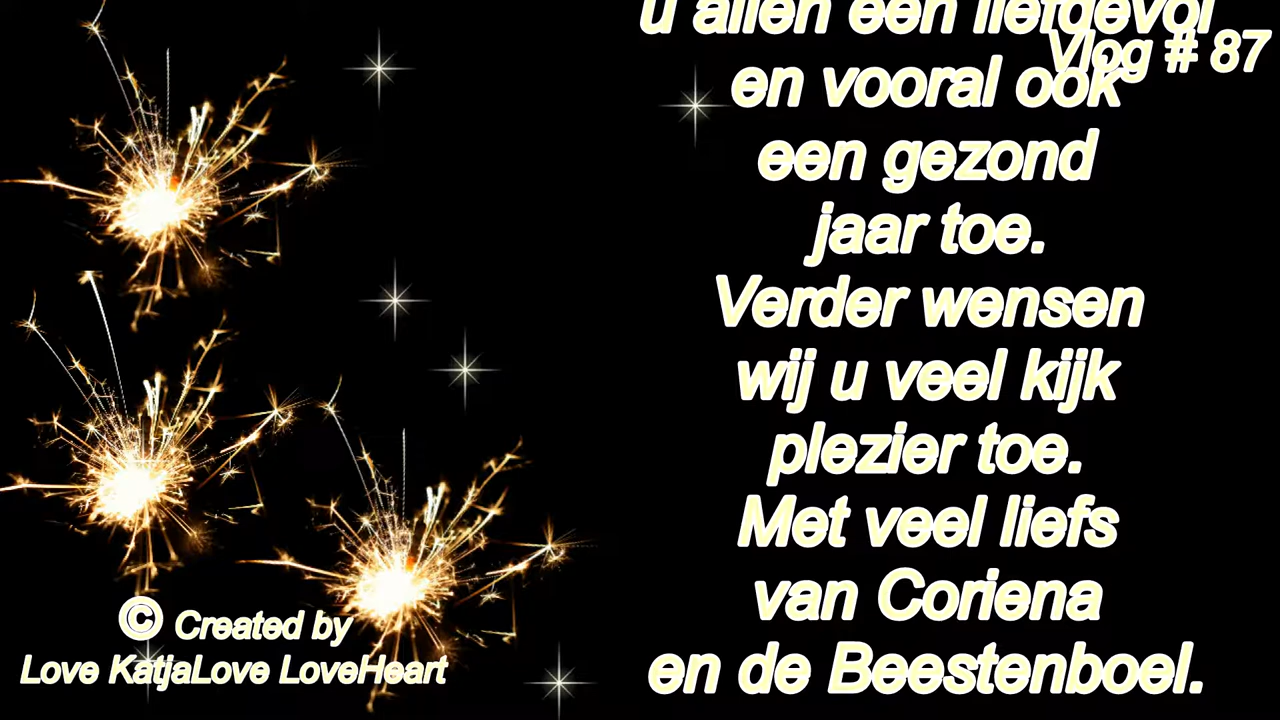 u allen een liefdevol
Vlog # 87
en vooral ook
een gezond
jaar toe.
Verder wensen
wij u veel kijk
plezier toe.
Met veel liefs
van Coriena
en de Beestenboel.
© Created by
Love KatjaLove LoveHeart